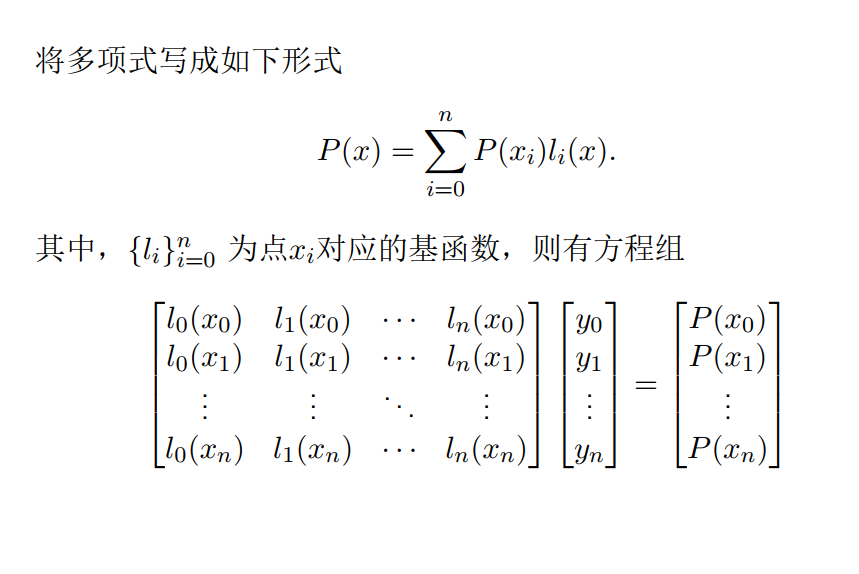 将多项式写成如下形式
$$P(x) = \sum_{i=0}^{n} P(x_i) l_i(x).$$
其中，$\{l_i\}_{i=0}^{n}$ 为点$x_i$对应的基函数，则有方程组
$$\begin{bmatrix} l_0(x_0) & l_1(x_0) & \cdots & l_n(x_0) \\ l_0(x_1) & l_1(x_1) & \cdots & l_n(x_1) \\ \vdots & \vdots & \ddots & \vdots \\ l_0(x_n) & l_1(x_n) & \cdots & l_n(x_n) \end{bmatrix} \begin{bmatrix} y_0 \\ y_1 \\ \vdots \\ y_n \end{bmatrix} = \begin{bmatrix} P(x_0) \\ P(x_1) \\ \vdots \\ P(x_n) \end{bmatrix}$$